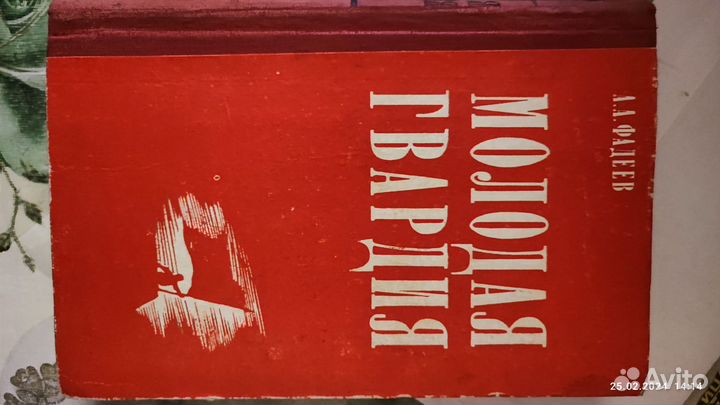 А.А.ФАДЕЕВ
МОЛОДАЯ
ГВАРДИЯ
25.02.2024 14:14
Avito